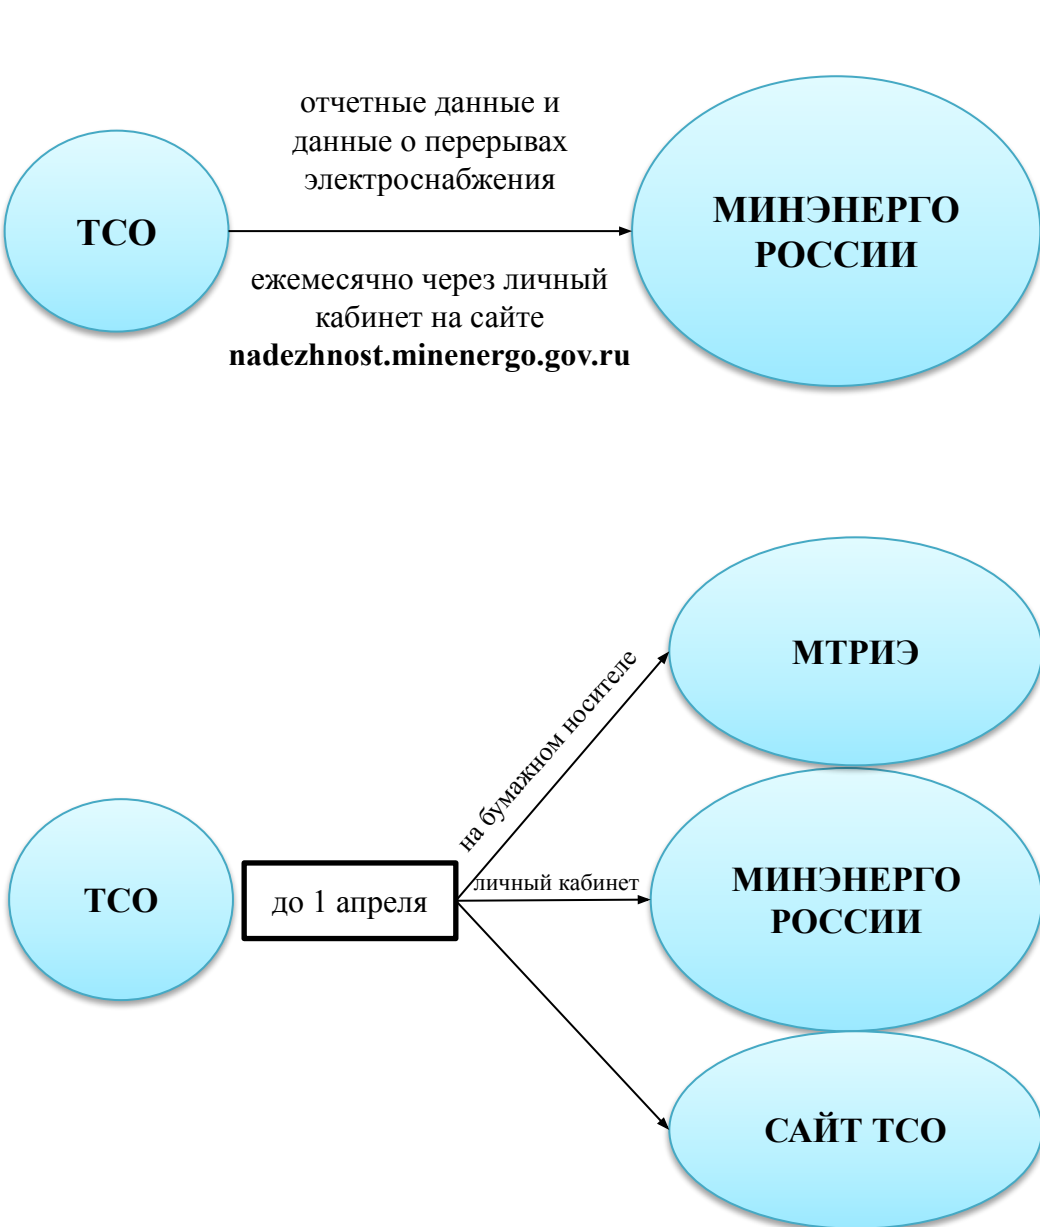 отчетные данные и
данные о перерывах
электроснабжения
ТСО
МИНЭНЕРГО
РОССИИ
ежемесячно через личный
кабинет на сайте
nadezhnost.minenergo.gov.ru
МТРИЭ
на бумажном носителе
ТСО
до 1 апреля
личный кабинет
МИНЭНЕРГО
РОССИИ
САЙТ ТСО